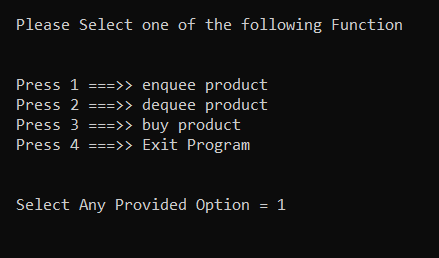 Please Select one of the following Function
Press 1 ===>> enquee product
Press 2 ===>> dequee product
Press 3 ===>> buy product
Press 4 ===>> Exit Program
Select Any Provided Option = 1